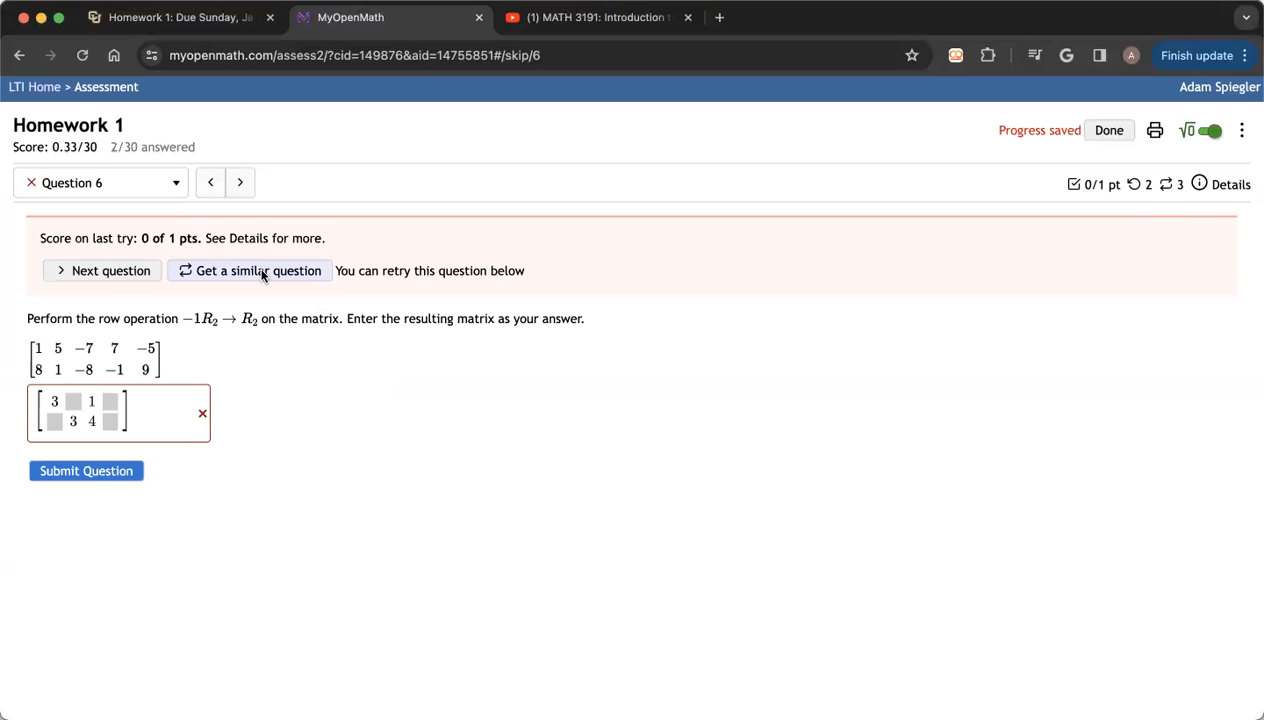 Homework 1: Due Sunday, Ja
MyOpenMath
(1) MATH 3191: Introduction t
myopenmath.com/assess2/?cid=149876&aid=14755851#/skip/6
A
Finish update
LTI Home > Assessment
Adam Spiegler
Homework 1
Progress saved
Done
√0
Score: 0.33/30 2/30 answered
× Question 6
< >
0/1 pt 2 3 Details
Score on last try: 0 of 1 pts. See Details for more.
> Next question
Get a similar question
You can retry this question below
Perform the row operation −1R₂ → R₂ on the matrix. Enter the resulting matrix as your answer.
1 5 −7 7 −5
8 1 −8 −1 9
3 1
3 4
×
Submit Question